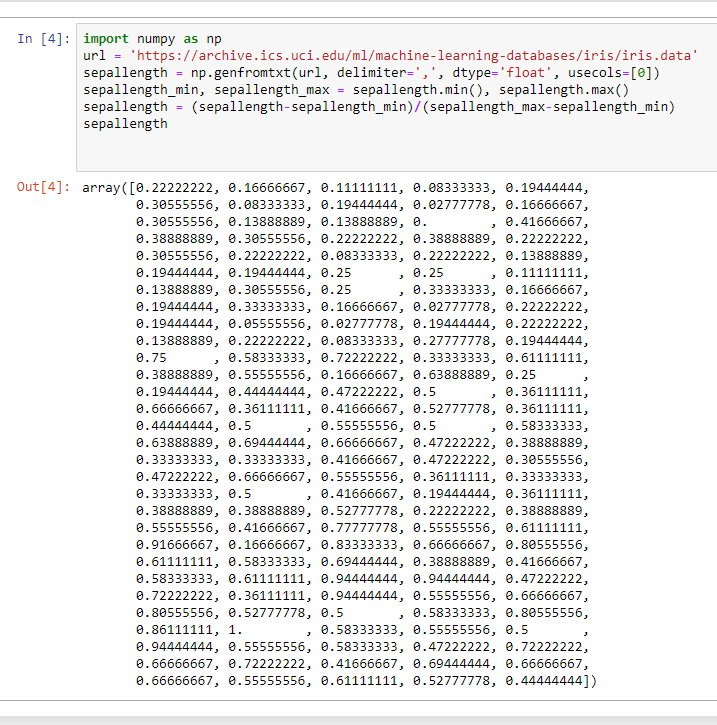 In [4]: import numpy as np
url = 'https://archive.ics.uci.edu/ml/machine-learning-databases/iris/iris.data'
sepallength = np.genfromtxt(url, delimiter=',', dtype='float', usecols=[0])
sepallength_min, sepallength_max = sepallength.min(), sepallength.max()
sepallength = (sepallength-sepallength_min)/(sepallength_max-sepallength_min)
sepallength
Out[4]: array([0.22222222, 0.16666667, 0.11111111, 0.08333333, 0.19444444,
0.30555556, 0.08333333, 0.19444444, 0.02777778, 0.16666667,
0.30555556, 0.13888889, 0.13888889, 0.        , 0.41666667,
0.38888889, 0.30555556, 0.22222222, 0.38888889, 0.22222222,
0.30555556, 0.22222222, 0.08333333, 0.22222222, 0.13888889,
0.19444444, 0.19444444, 0.25      , 0.25      , 0.11111111,
0.13888889, 0.30555556, 0.25      , 0.33333333, 0.16666667,
0.19444444, 0.33333333, 0.16666667, 0.02777778, 0.22222222,
0.19444444, 0.05555556, 0.02777778, 0.19444444, 0.22222222,
0.13888889, 0.22222222, 0.08333333, 0.27777778, 0.19444444,
0.75      , 0.58333333, 0.72222222, 0.33333333, 0.61111111,
0.38888889, 0.55555556, 0.16666667, 0.63888889, 0.25      ,
0.19444444, 0.44444444, 0.47222222, 0.5       , 0.36111111,
0.66666667, 0.36111111, 0.41666667, 0.52777778, 0.36111111,
0.44444444, 0.5       , 0.55555556, 0.5       , 0.58333333,
0.63888889, 0.69444444, 0.66666667, 0.47222222, 0.38888889,
0.33333333, 0.33333333, 0.41666667, 0.47222222, 0.30555556,
0.47222222, 0.66666667, 0.55555556, 0.36111111, 0.33333333,
0.33333333, 0.5       , 0.41666667, 0.19444444, 0.36111111,
0.38888889, 0.38888889, 0.52777778, 0.22222222, 0.38888889,
0.55555556, 0.41666667, 0.77777778, 0.55555556, 0.61111111,
0.91666667, 0.16666667, 0.83333333, 0.66666667, 0.80555556,
0.61111111, 0.58333333, 0.69444444, 0.38888889, 0.41666667,
0.58333333, 0.61111111, 0.94444444, 0.94444444, 0.47222222,
0.72222222, 0.36111111, 0.94444444, 0.55555556, 0.66666667,
0.80555556, 0.52777778, 0.5       , 0.58333333, 0.80555556,
0.86111111, 1.        , 0.58333333, 0.55555556, 0.5       ,
0.94444444, 0.55555556, 0.58333333, 0.47222222, 0.72222222,
0.66666667, 0.72222222, 0.41666667, 0.69444444, 0.66666667,
0.66666667, 0.55555556, 0.61111111, 0.52777778, 0.44444444])